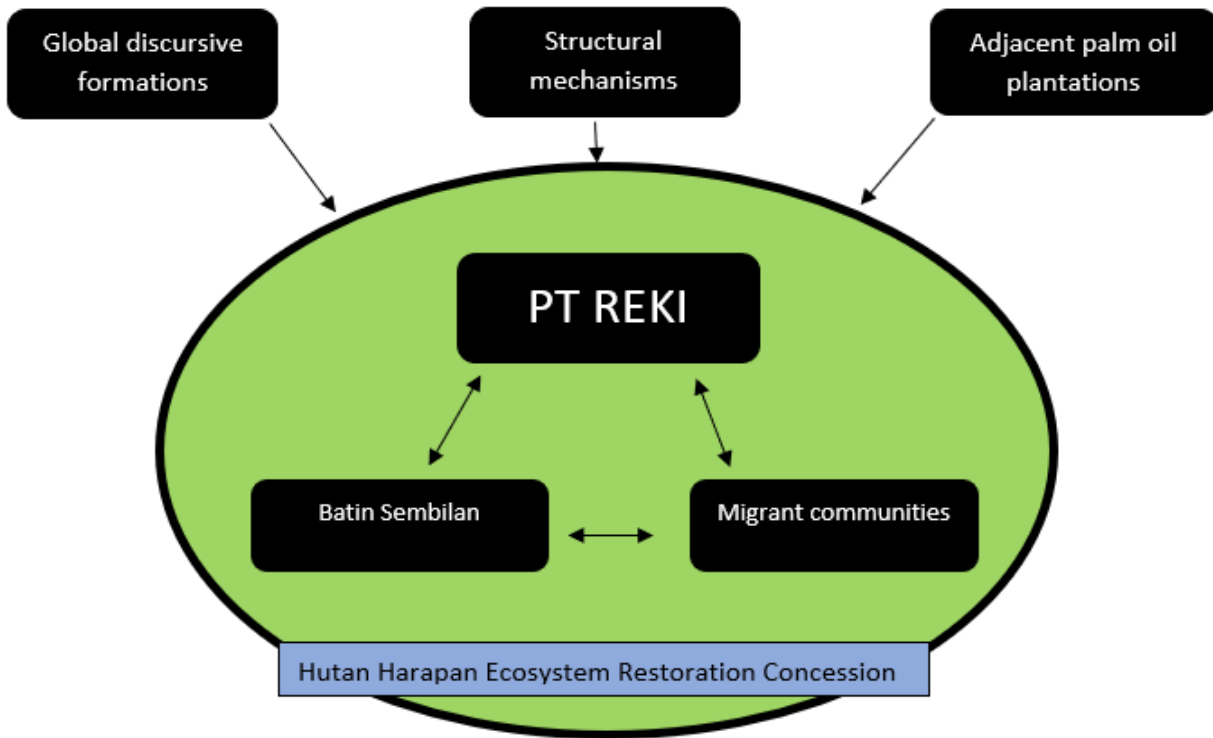 Global discursive
formations
Structural
mechanisms
Adjacent palm oil
plantations
PT REKI
Batin Sembilan
Migrant communities
Hutan Harapan Ecosystem Restoration Concession